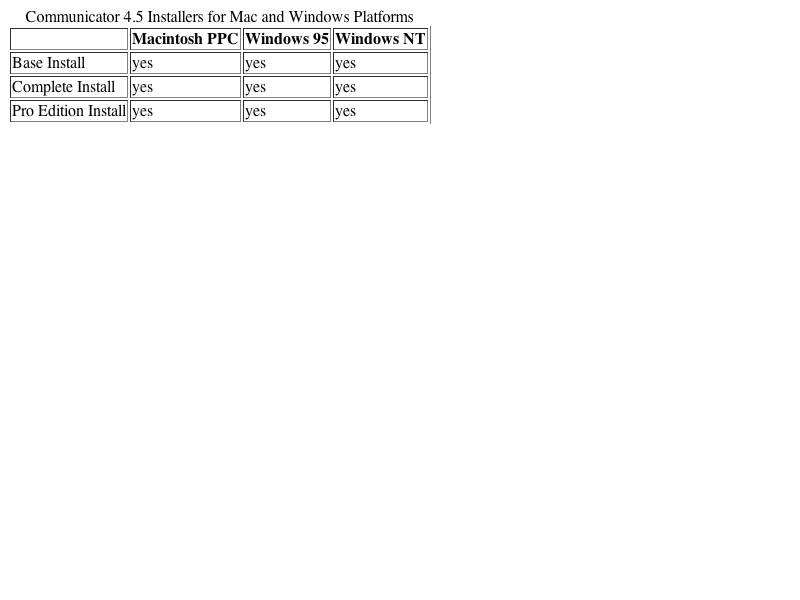 Communicator 4.5 Installers for Mac and Windows Platforms
Macintosh PPC Windows 95 Windows NT
Base Install yes yes yes
Complete Install yes yes yes
Pro Edition Install yes yes yes